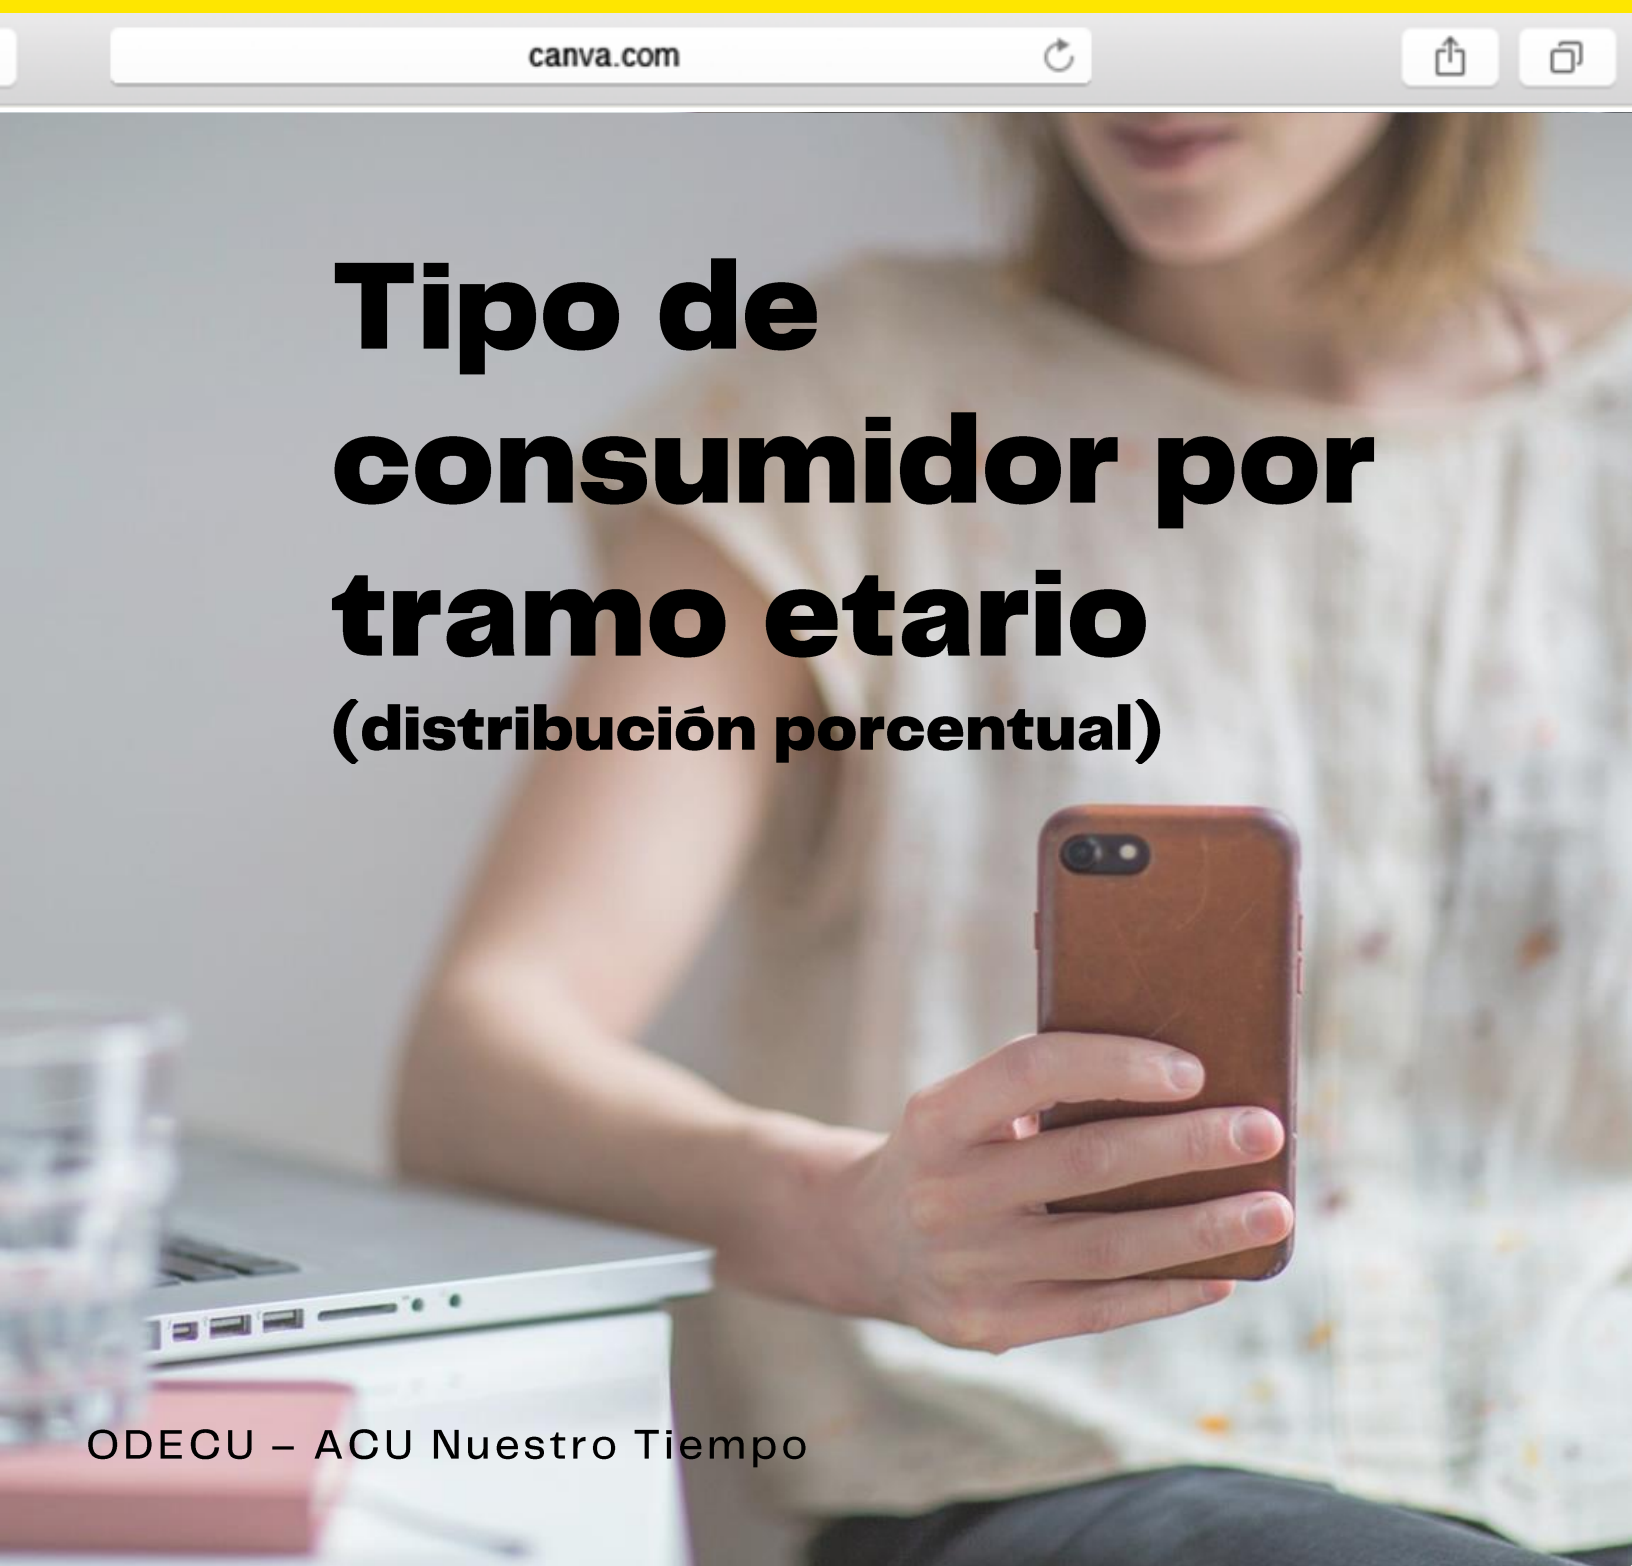 canva.com
Tipo de
consumidor por
tramo etario
(distribución porcentual)
ODECU – ACU Nuestro Tiempo